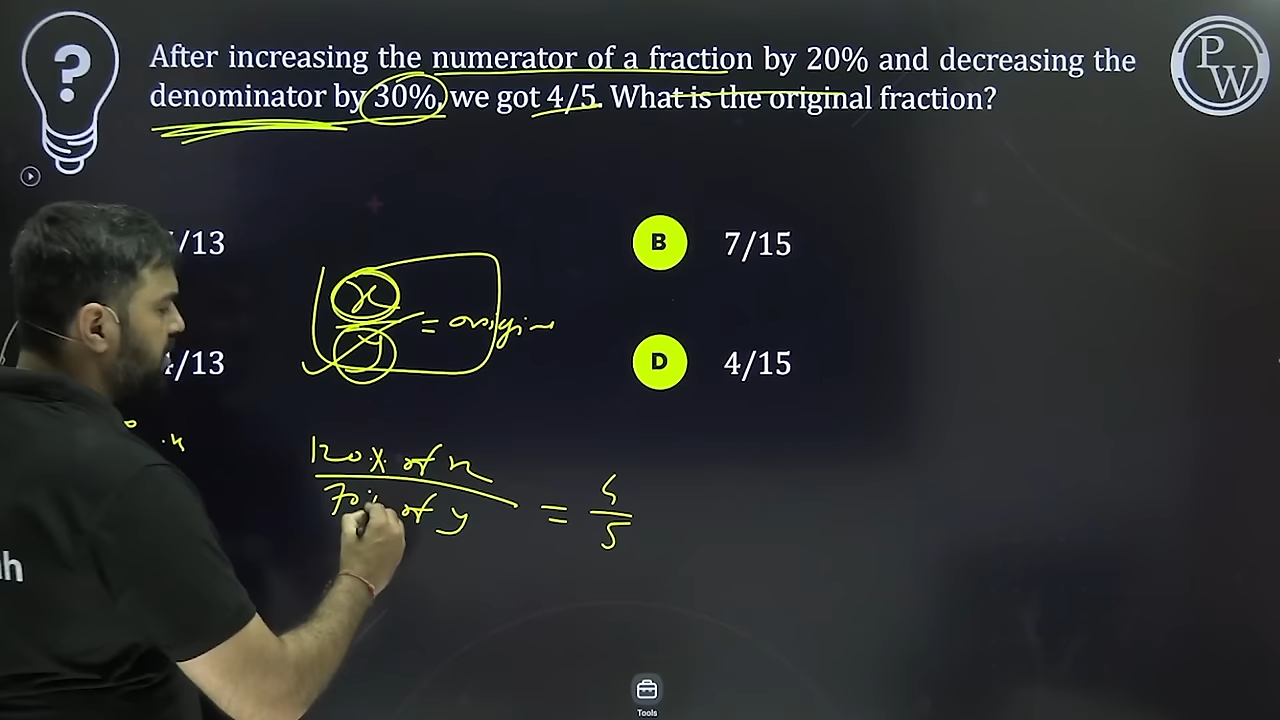 After increasing the numerator of a fraction by 20% and decreasing the
denominator by 30%, we got 4/5. What is the original fraction?
P
W
/13
B 7/15
x
y
= origin
/13
D 4/15
120% of x
70% of y
= 4/5
h
Tools